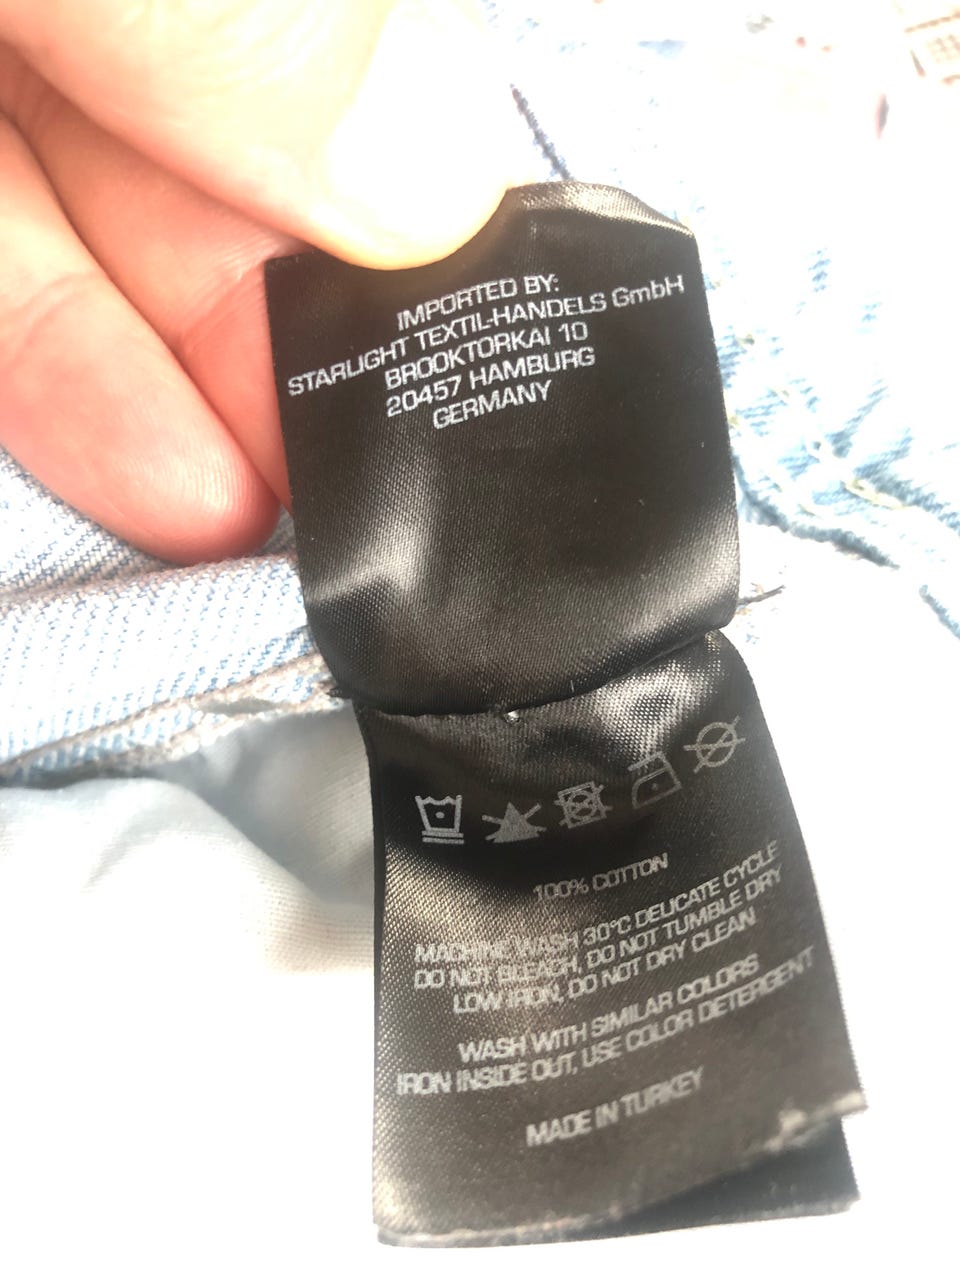 IMPORTED BY:
STARLIGHT TEXTIL-HANDELS GmbH
BROOKTORKAI 10
20457 HAMBURG
GERMANY
100% COTTON
MACHINE WASH 30°C DELICATE CYCLE
DO NOT BLEACH, DO NOT TUMBLE DRY
LOW IRON, DO NOT DRY CLEAN
WASH WITH SIMILAR COLORS
IRON INSIDE OUT, USE COLOR DETERGENT
MADE IN TURKEY